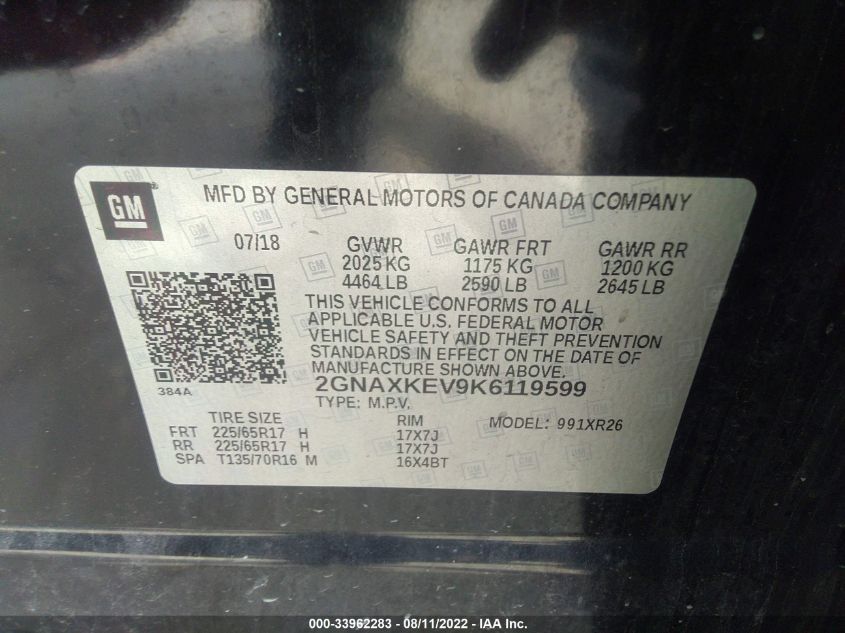 GM
MFD BY GENERAL MOTORS OF CANADA COMPANY
07/18 GVWR GAWR FRT GAWR RR
2025 KG 1175 KG 1200 KG
4464 LB 2590 LB 2645 LB
THIS VEHICLE CONFORMS TO ALL
APPLICABLE U.S. FEDERAL MOTOR
VEHICLE SAFETY AND THEFT PREVENTION
STANDARDS IN EFFECT ON THE DATE OF
MANUFACTURE SHOWN ABOVE.
384A
2GNAXKEV9K6119599
TYPE: M.P.V.
TIRE SIZE RIM MODEL: 991XR26
FRT 225/65R17 H 17X7J
RR 225/65R17 H 17X7J
SPA T135/70R16 M 16X4BT
000-33962283 - 08/11/2022 - IAAI.com